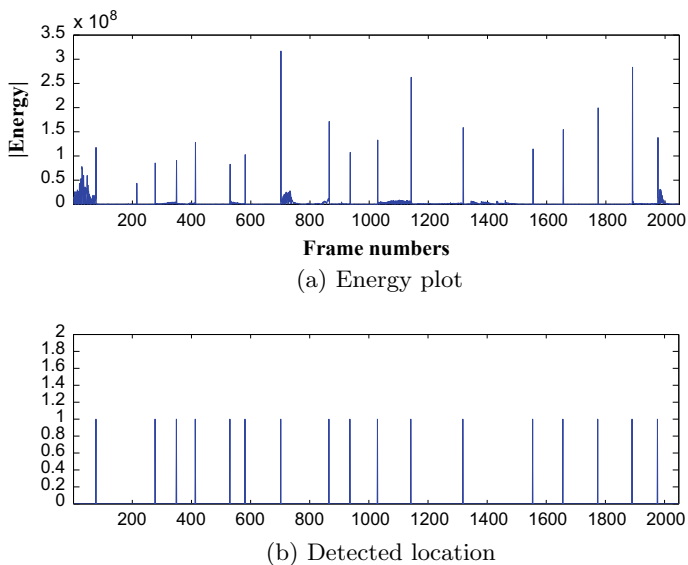 x 10⁸
3.5
3
2.5
2
1.5
1
0.5
0
|Energy|
200 400 600 800 1000 1200 1400 1600 1800 2000
Frame numbers
(a) Energy plot
2
1.8
1.6
1.4
1.2
1
0.8
0.6
0.4
0.2
0
200 400 600 800 1000 1200 1400 1600 1800 2000
(b) Detected location